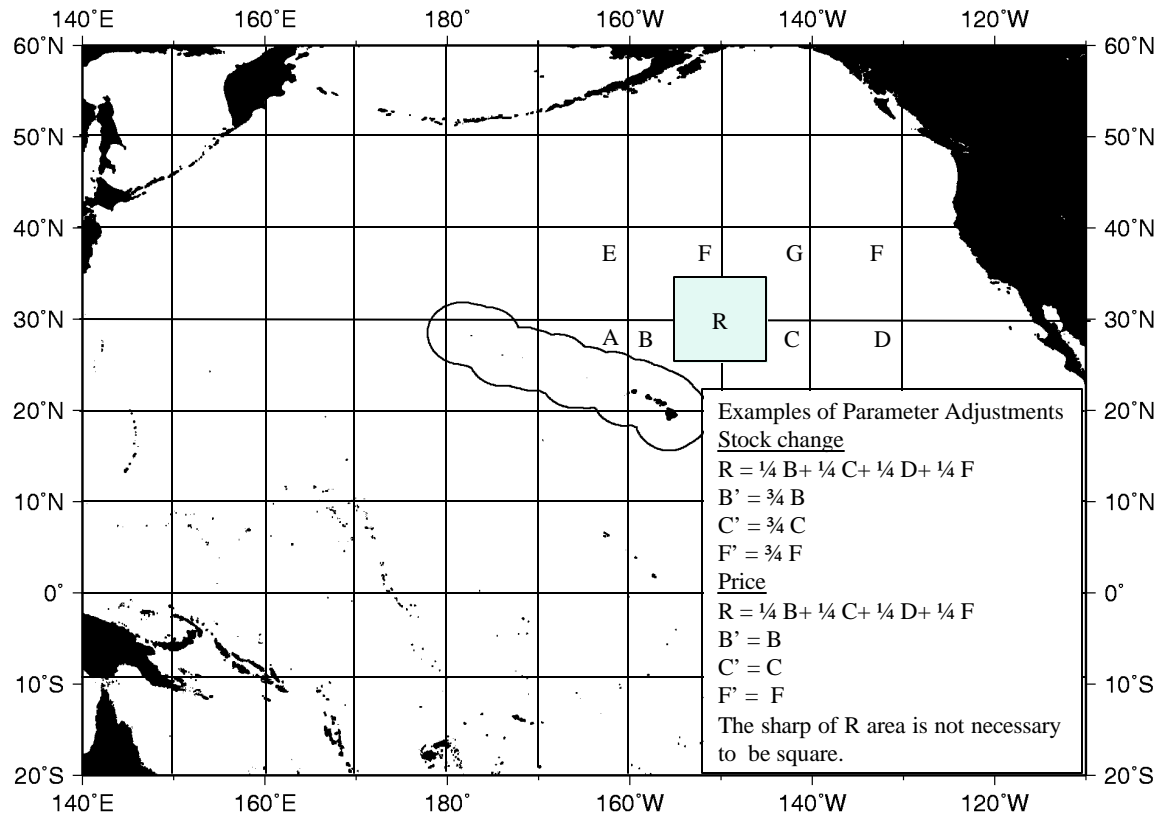 140˚E 160˚E 180˚ 160˚W 140˚W 120˚W
60˚N 60˚N
50˚N 50˚N
40˚N 40˚N
E F G F
30˚N R 30˚N
A B C D
20˚N 20˚N
10˚N 10˚N
0˚ 0˚
10˚S 10˚S
20˚S 20˚S
140˚E 160˚E 180˚ 160˚W 140˚W 120˚W
Examples of Parameter Adjustments
Stock change
R = ¼ B+ ¼ C+ ¼ D+ ¼ F
B’ = ¾ B
C’ = ¾ C
F’ = ¾ F
Price
R = ¼ B+ ¼ C+ ¼ D+ ¼ F
B’ = B
C’ = C
F’ = F
The sharp of R area is not necessary
to be square.